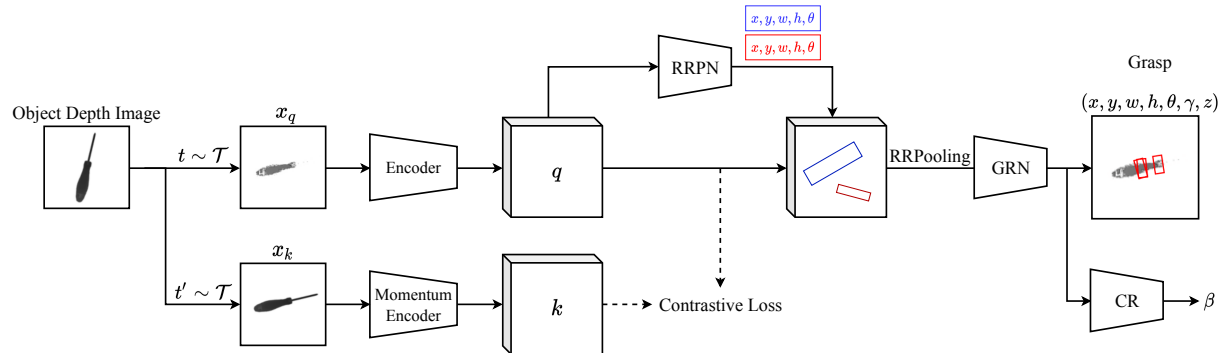 x, y, w, h, θ
x, y, w, h, θ
RRPN
Grasp
Object Depth Image
x_q
(x, y, w, h, θ, γ, z)
t ∼ 𝒯
Encoder
q
RRPooling
GRN
x_k
t′ ∼ 𝒯
Momentum
Encoder
k
Contrastive Loss
CR
β